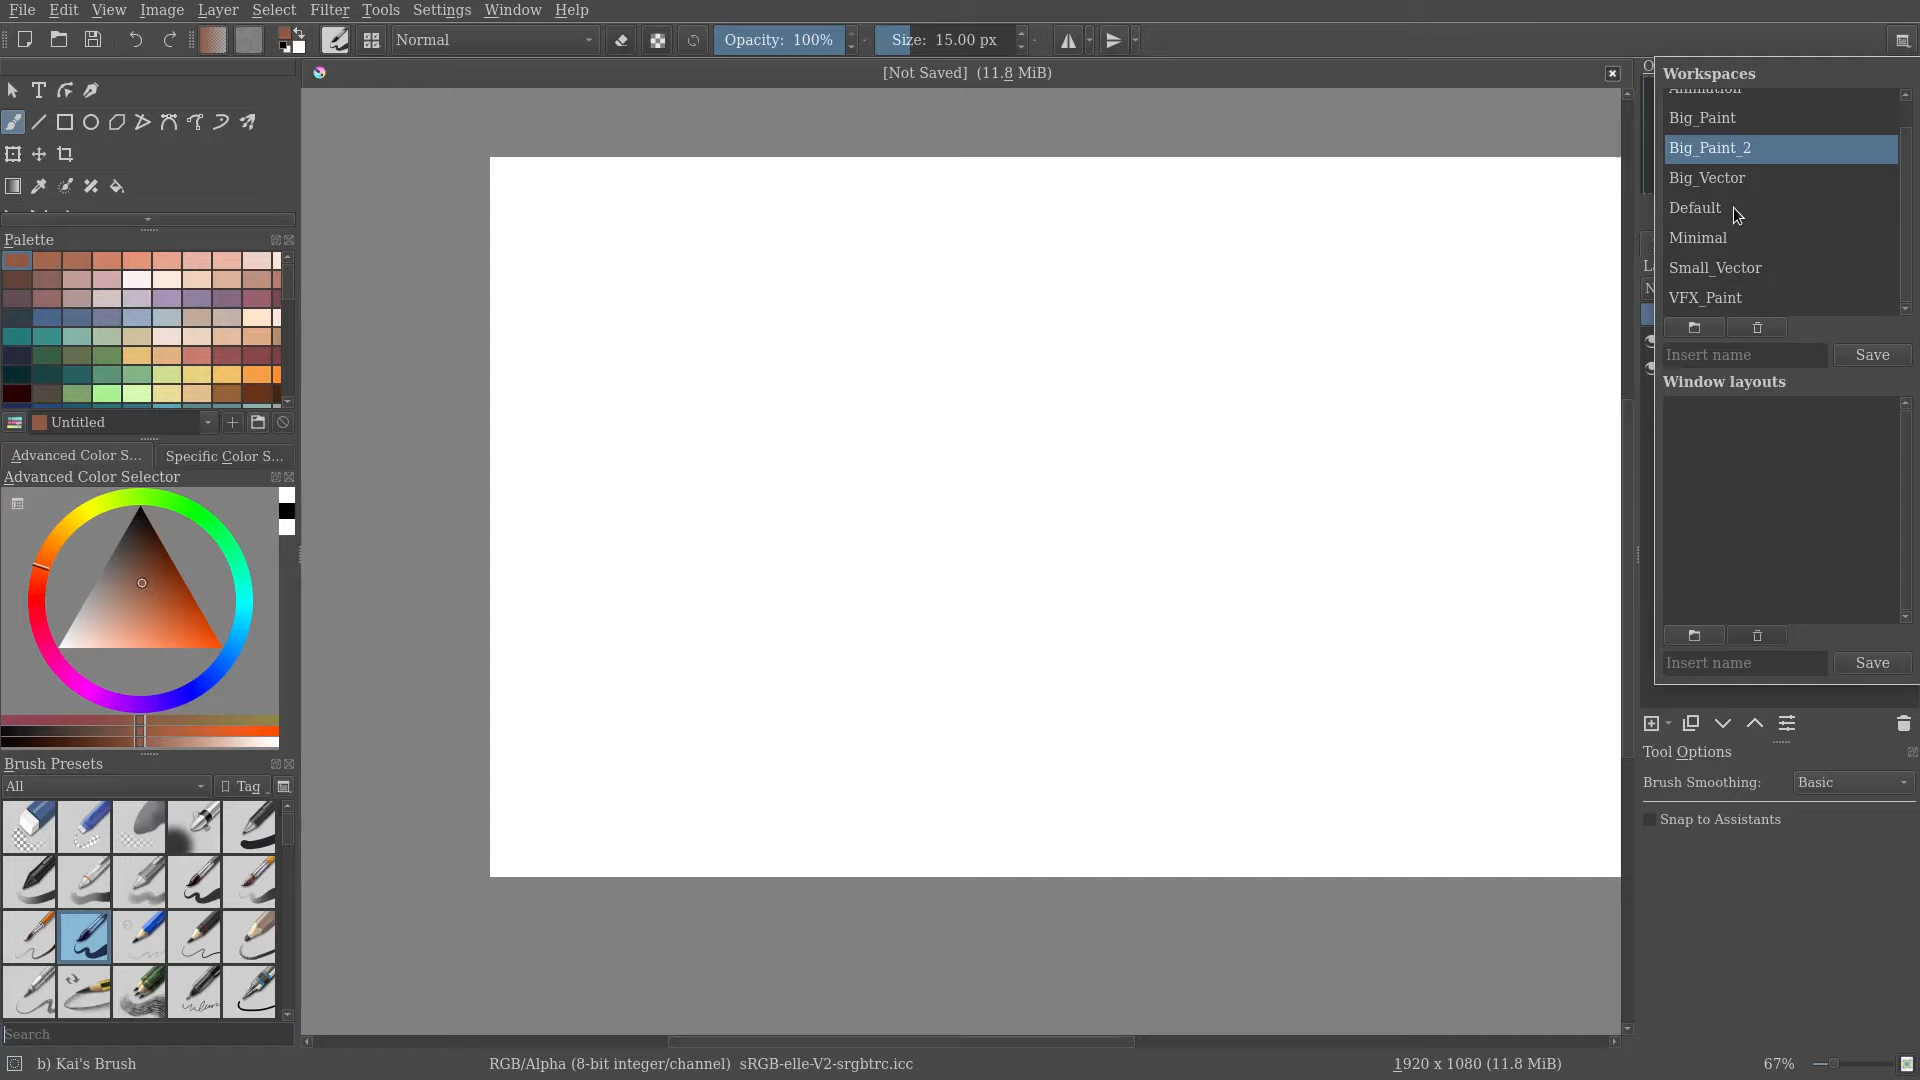 File Edit View Image Layer Select Filter Tools Settings Window Help
Normal Opacity: 100% Size: 15.00 px
[Not Saved] (11.8 MiB)
Workspaces
Animation
Big_Paint
Big_Paint_2
Big_Vector
Default
Minimal
Small_Vector
VFX_Paint
Insert name Save
Window layouts
Insert name Save
Palette
Untitled
Advanced Color S... Specific Color S...
Advanced Color Selector
Brush Presets
All Tag
Search
Tool Options
Brush Smoothing: Basic
Snap to Assistants
b) Kai's Brush RGB/Alpha (8-bit integer/channel) sRGB-elle-V2-srgbtrc.icc 1920 x 1080 (11.8 MiB) 67%